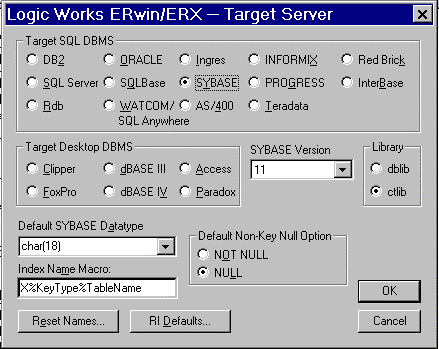 Logic Works ERwin/ERX – Target Server
Target SQL DBMS
DB2 ORACLE Ingres INFORMIX Red Brick
SQL Server SQLBase SYBASE PROGRESS InterBase
Rdb WATCOM/ SQL Anywhere AS/400 Teradata
Target Desktop DBMS
Clipper dBASE III Access
FoxPro dBASE IV Paradox
SYBASE Version
11
Library
dblib
ctlib
Default SYBASE Datatype
char(18)
Default Non-Key Null Option
NOT NULL
NULL
Index Name Macro:
X%KeyType%TableName
OK
Reset Names... RI Defaults... Cancel